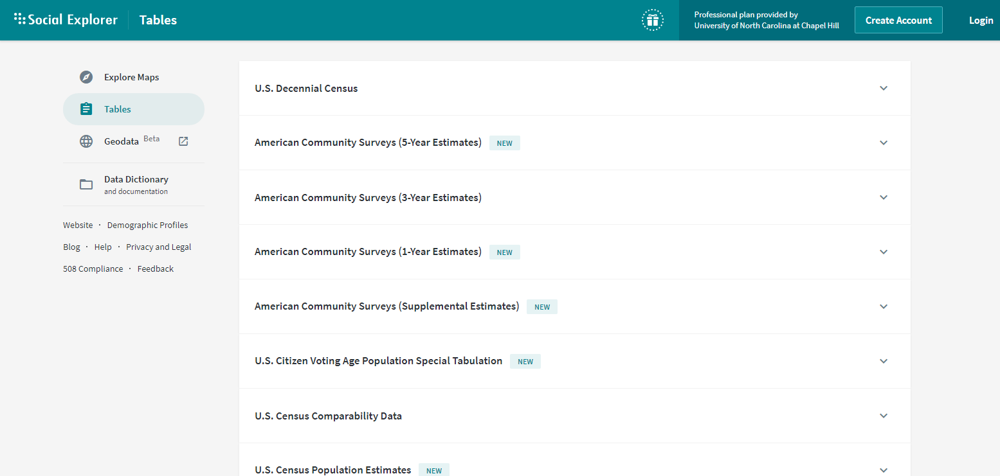 Social Explorer
Tables
Professional plan provided by
University of North Carolina at Chapel Hill
Create Account
Login
Explore Maps
Tables
Geodata Beta
Data Dictionary
and documentation
Website · Demographic Profiles
Blog · Help · Privacy and Legal
508 Compliance · Feedback
U.S. Decennial Census
American Community Surveys (5-Year Estimates) NEW
American Community Surveys (3-Year Estimates)
American Community Surveys (1-Year Estimates) NEW
American Community Surveys (Supplemental Estimates) NEW
U.S. Citizen Voting Age Population Special Tabulation NEW
U.S. Census Comparability Data
U.S. Census Population Estimates NEW